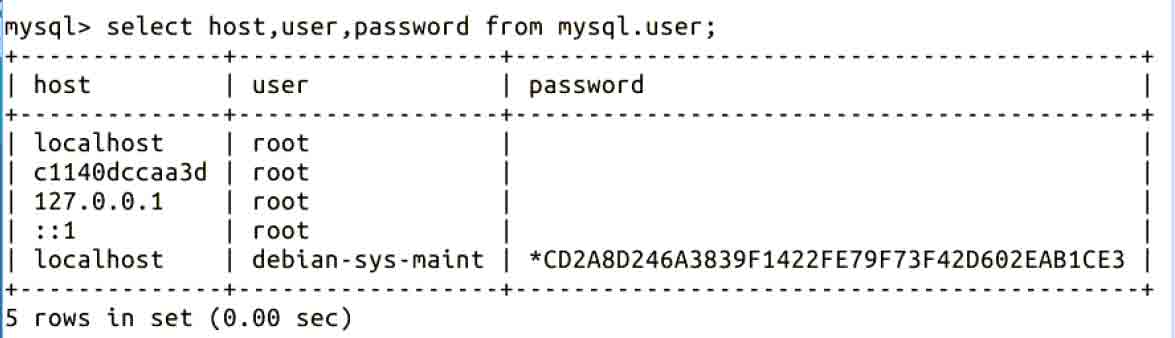 mysql> select host,user,password from mysql.user;
+--------------+------------------+-------------------------------------------+
| host         | user             | password                                  |
+--------------+------------------+-------------------------------------------+
| localhost    | root             |                                           |
| c1140dccaa3d | root             |                                           |
| 127.0.0.1    | root             |                                           |
| ::1          | root             |                                           |
| localhost    | debian-sys-maint | *CD2A8D246A3839F1422FE79F73F42D602EAB1CE3 |
+--------------+------------------+-------------------------------------------+
5 rows in set (0.00 sec)